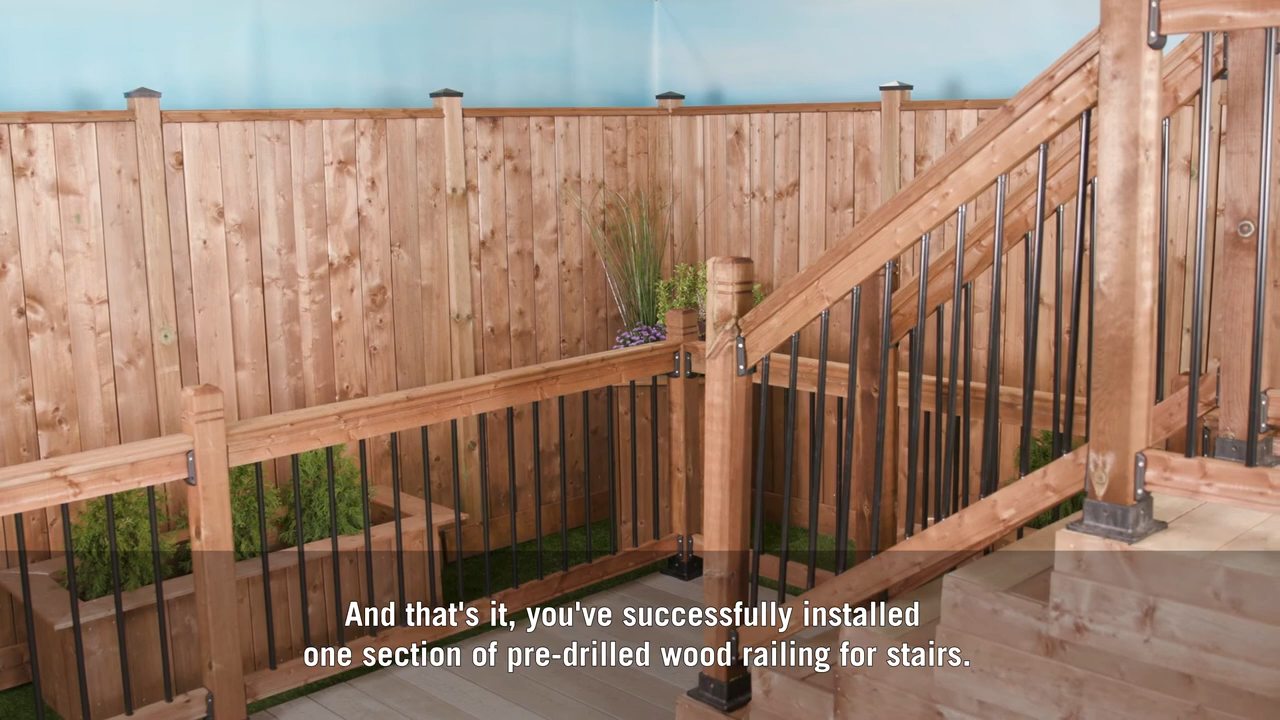 And that's it, you've successfully installed
one section of pre-drilled wood railing for stairs.